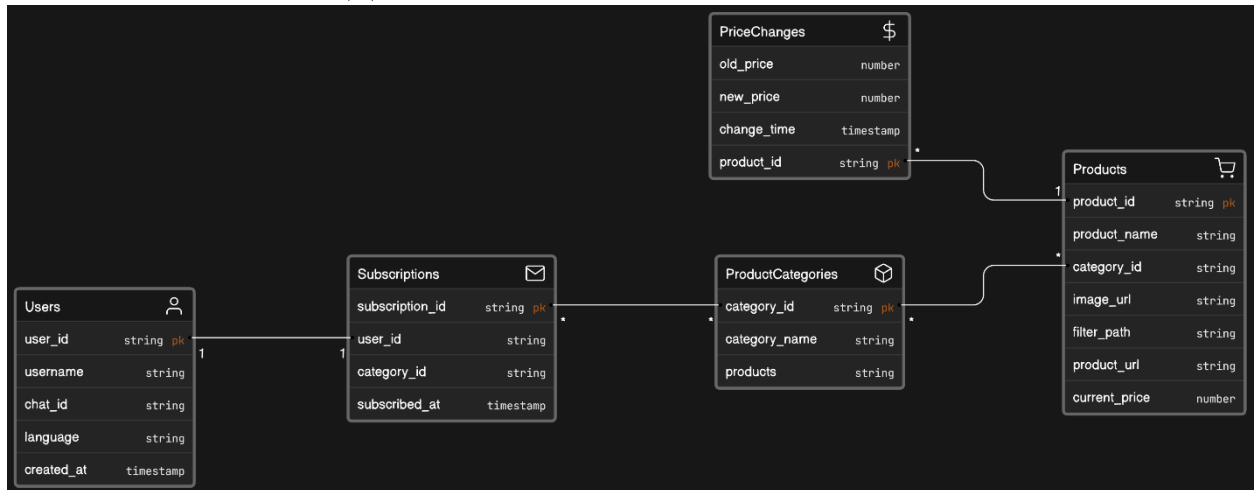 PriceChanges
old_price number
new_price number
change_time timestamp
product_id string pk
*
1
Products
product_id string pk
product_name string
category_id string
image_url string
filter_path string
product_url string
current_price number
*
*
ProductCategories
category_id string pk
category_name string
products string
*
*
Subscriptions
subscription_id string pk
user_id string
category_id string
subscribed_at timestamp
1
1
Users
user_id string pk
username string
chat_id string
language string
created_at timestamp